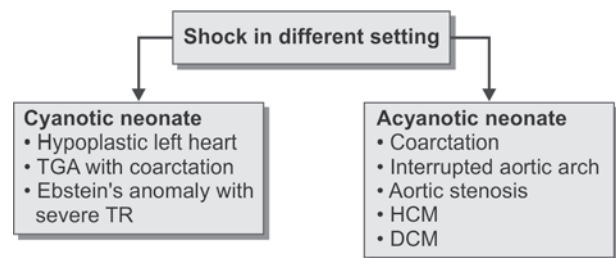 Shock in different setting
Cyanotic neonate
• Hypoplastic left heart
• TGA with coarctation
• Ebstein's anomaly with
severe TR
Acyanotic neonate
• Coarctation
• Interrupted aortic arch
• Aortic stenosis
• HCM
• DCM